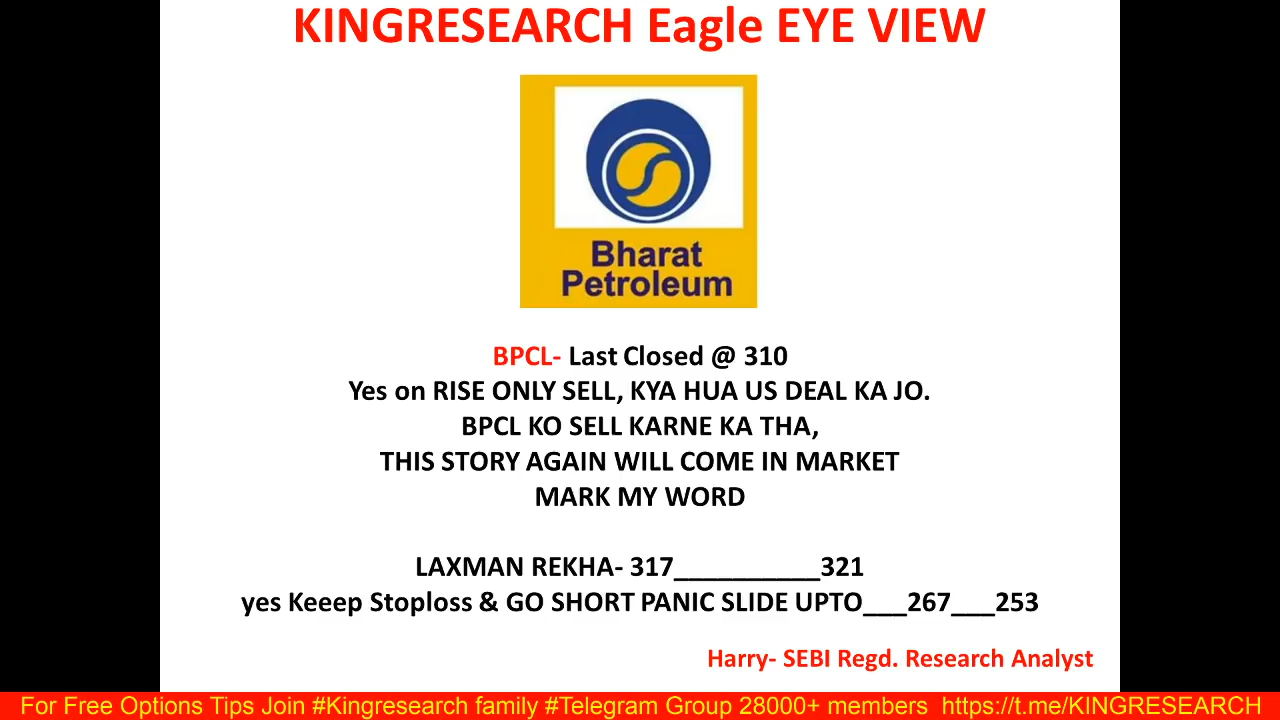 KINGRESEARCH Eagle EYE VIEW
Bharat
Petroleum
BPCL- Last Closed @ 310
Yes on RISE ONLY SELL, KYA HUA US DEAL KA JO.
BPCL KO SELL KARNE KA THA,
THIS STORY AGAIN WILL COME IN MARKET
MARK MY WORD
LAXMAN REKHA- 317__________321
yes Keeep Stoploss & GO SHORT PANIC SLIDE UPTO___267___253
Harry- SEBI Regd. Research Analyst
For Free Options Tips Join #Kingresearch family #Telegram Group 28000+ members https://t.me/KINGRESEARCH